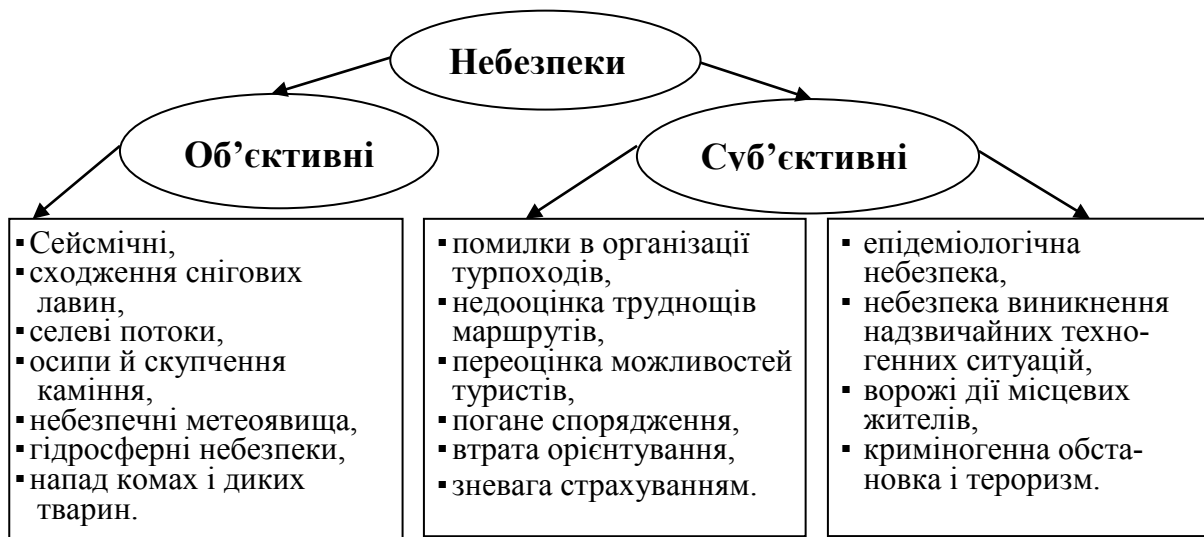 Небезпеки
Об’єктивні
Суб’єктивні
▪ Сейсмічні,
▪ сходження снігових
лавин,
▪ селеві потоки,
▪ осипи й скупчення
каміння,
▪ небезпечні метеоявища,
▪ гідросферні небезпеки,
▪ напад комах і диких
тварин.
▪ помилки в організації
турпоходів,
▪ недооцінка труднощів
маршрутів,
▪ переоцінка можливостей
туристів,
▪ погане спорядження,
▪ втрата орієнтування,
▪ зневага страхуванням.
▪ епідеміологічна
небезпека,
▪ небезпека виникнення
надзвичайних техно-
генних ситуацій,
▪ ворожі дії місцевих
жителів,
▪ криміногенна обста-
новка і тероризм.